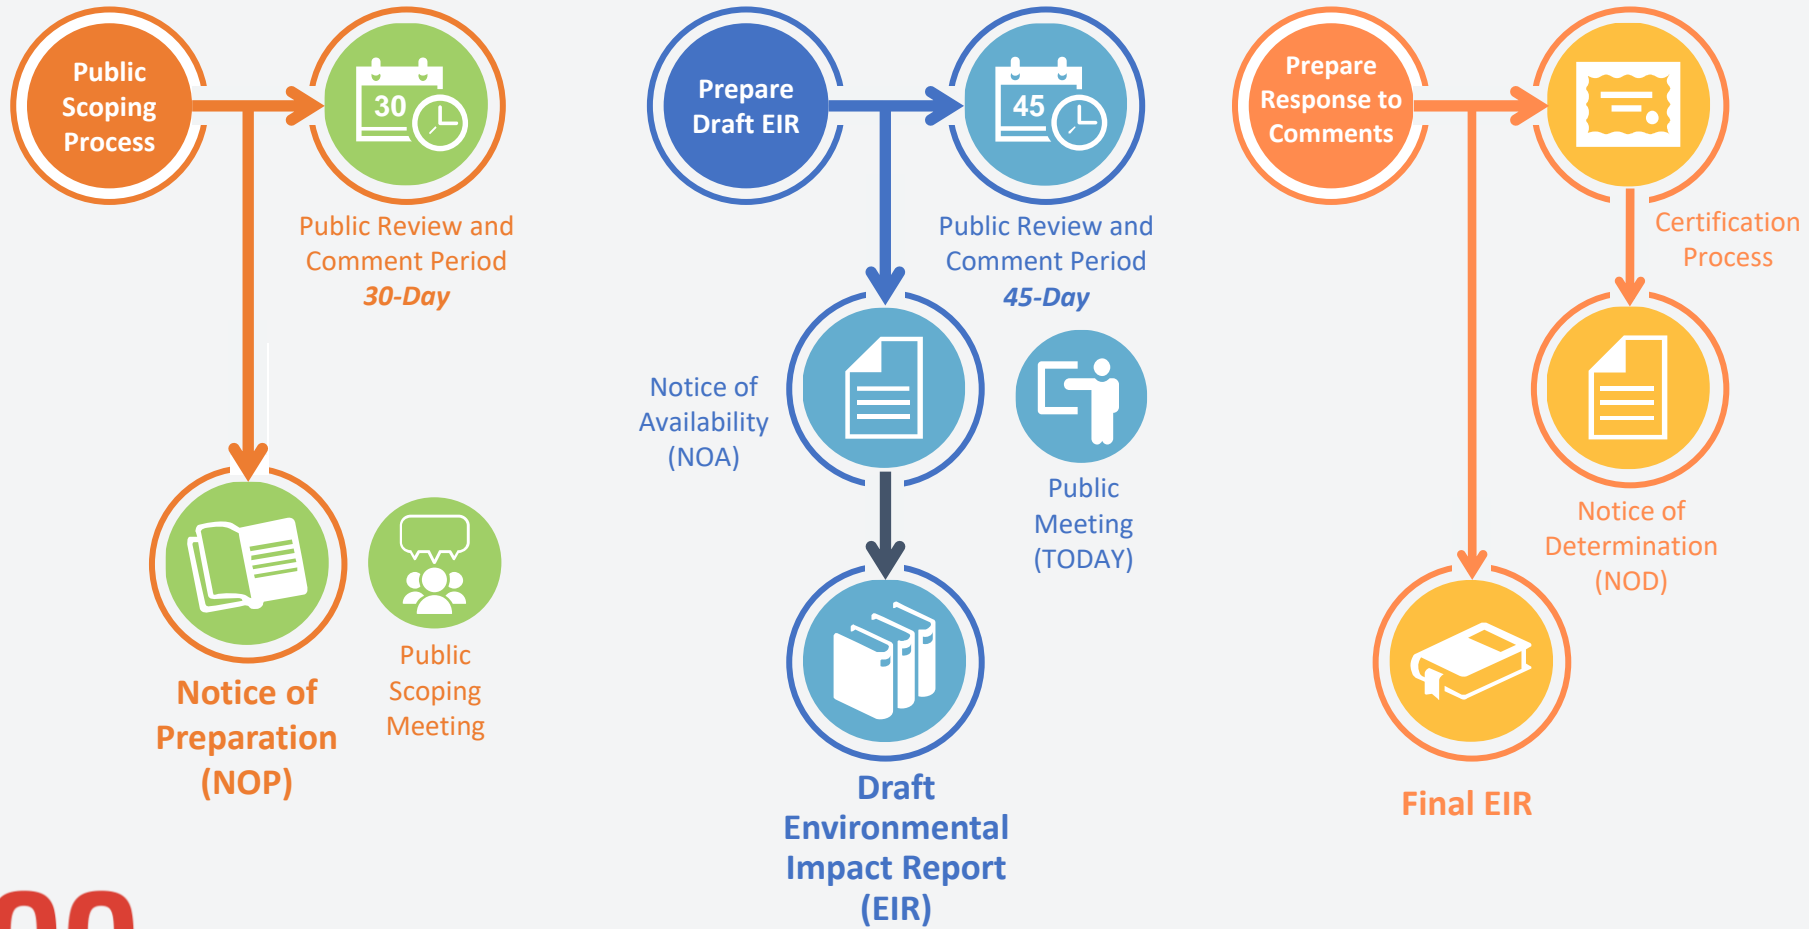 Public
Scoping
Process
30
Public Review and
Comment Period
30-Day
Notice of
Preparation
(NOP)
Public
Scoping
Meeting
Prepare
Draft EIR
45
Public Review and
Comment Period
45-Day
Notice of
Availability
(NOA)
Public
Meeting
(TODAY)
Draft
Environmental
Impact Report
(EIR)
Prepare
Response to
Comments
Certification
Process
Notice of
Determination
(NOD)
Final EIR